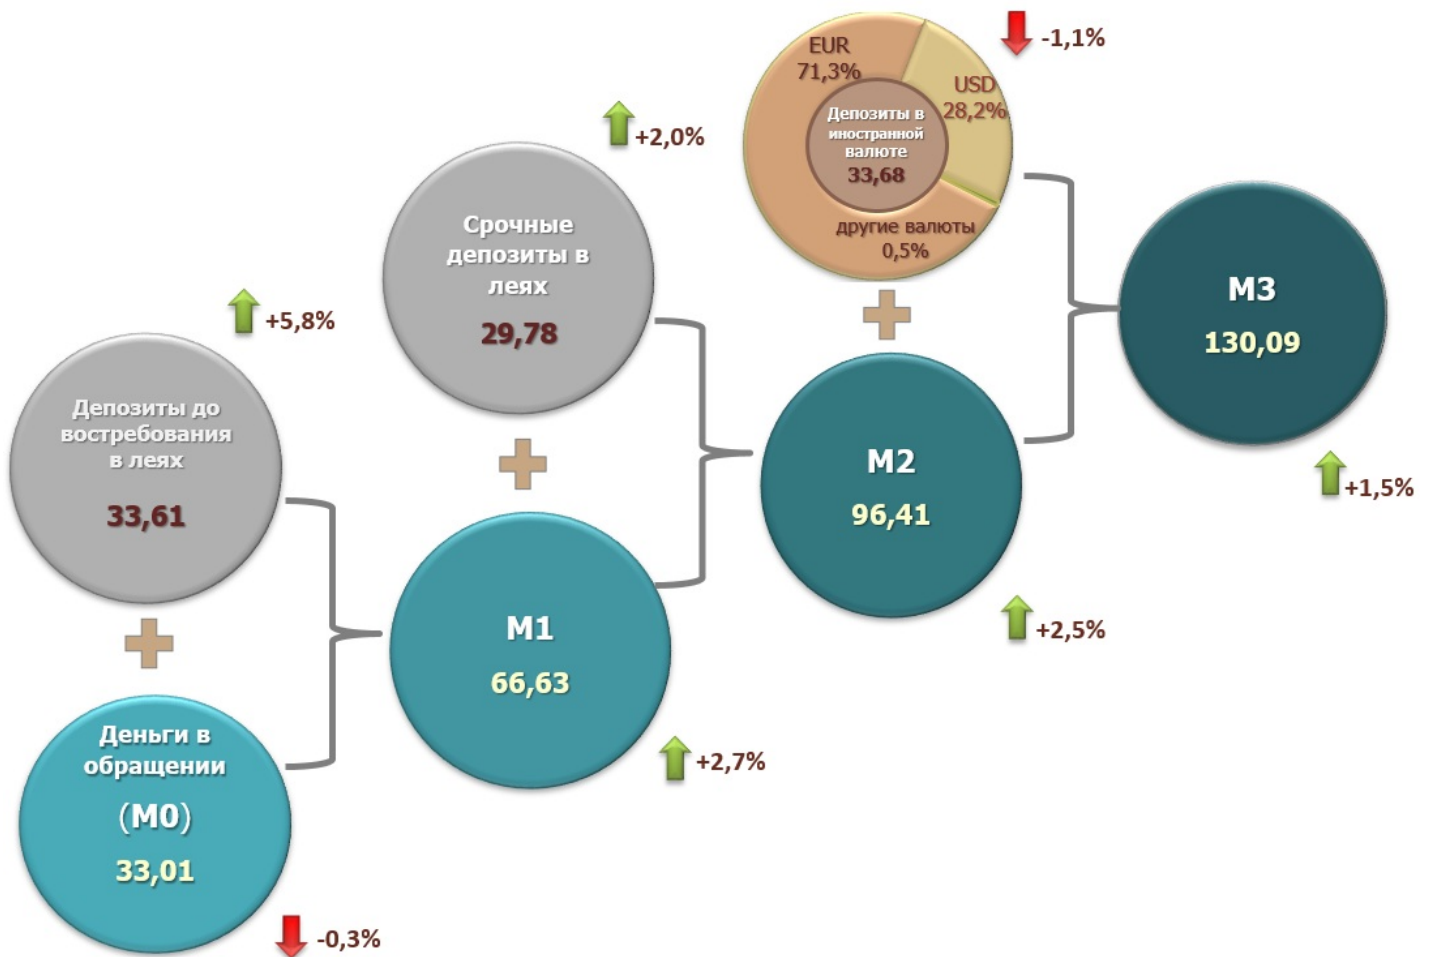 Депозиты до
востребования
в леях
33,61
+5,8%
Деньги в
обращении
(M0)
33,01
-0,3%
Срочные
депозиты в
леях
29,78
+2,0%
M1
66,63
+2,7%
EUR
71,3%
USD
28,2%
Депозиты в
иностранной
валюте
33,68
другие валюты
0,5%
-1,1%
M2
96,41
+2,5%
M3
130,09
+1,5%